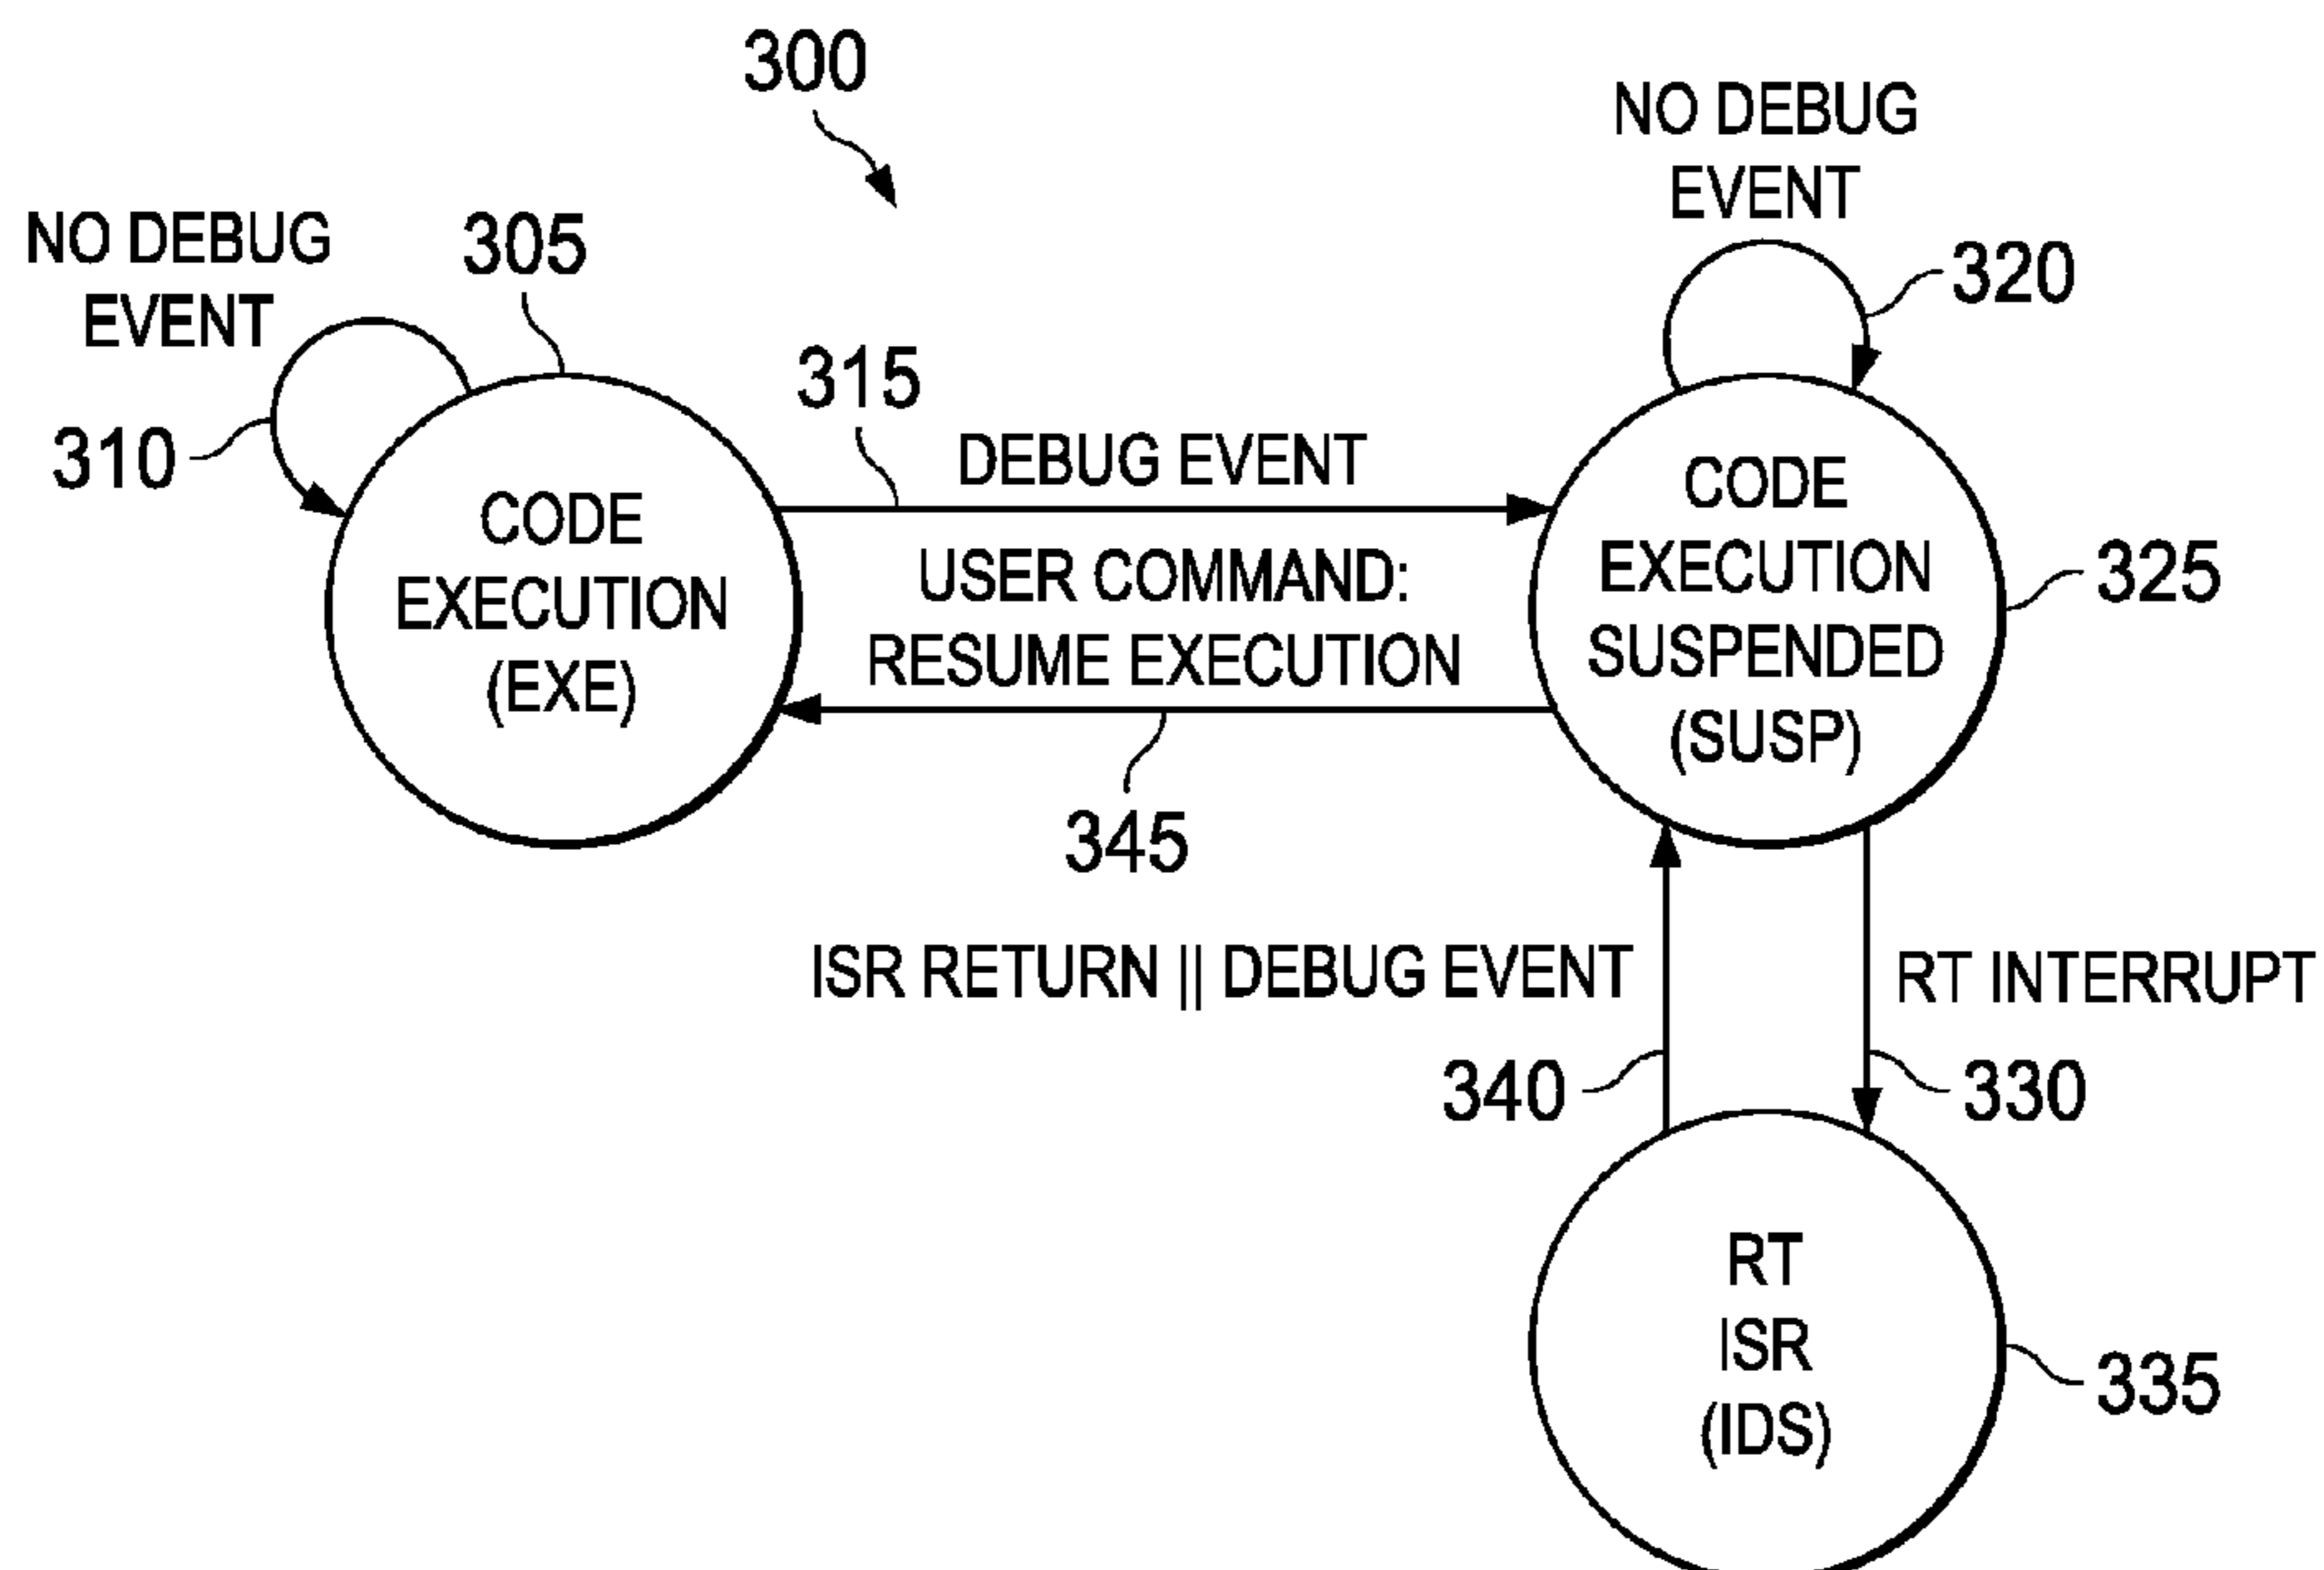 300
NO DEBUG
EVENT
305
310
CODE
EXECUTION
(EXE)
315
DEBUG EVENT
USER COMMAND:
RESUME EXECUTION
345
NO DEBUG
EVENT
320
CODE
EXECUTION
SUSPENDED
(SUSP)
325
ISR RETURN || DEBUG EVENT
RT INTERRUPT
340
330
RT
ISR
(IDS)
335